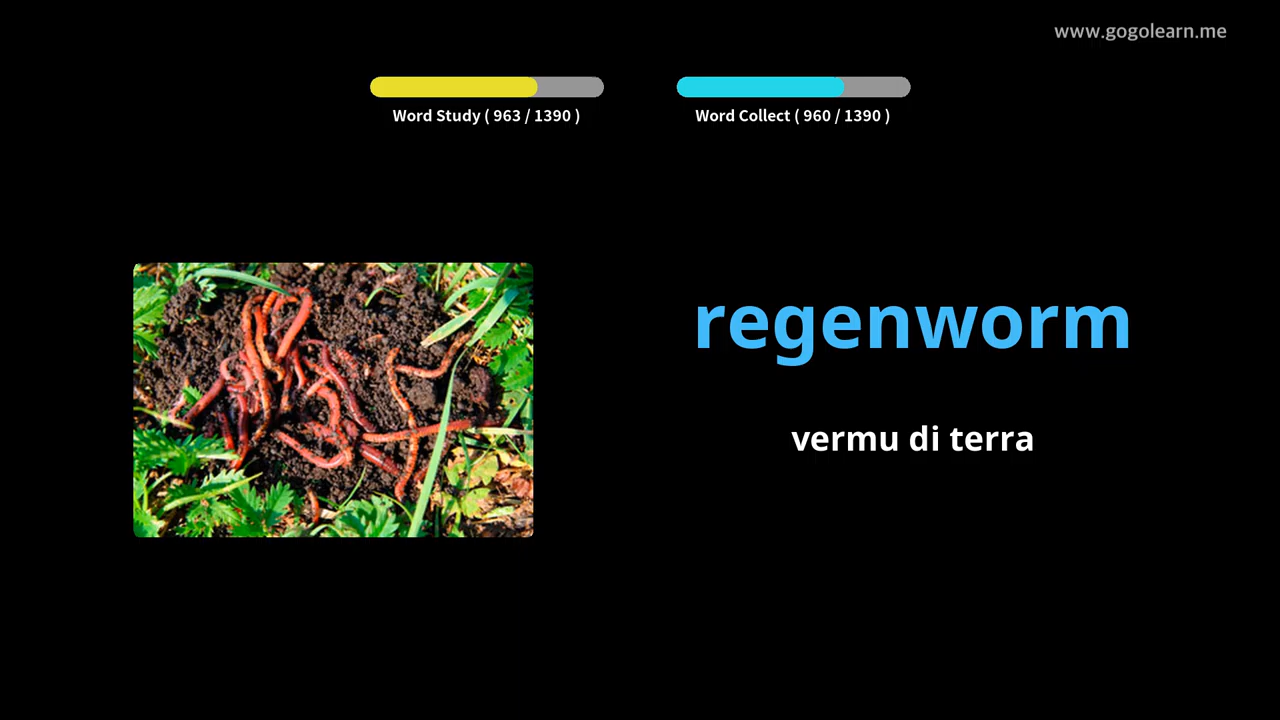 www.gogolearn.me
Word Study ( 963 / 1390 )
Word Collect ( 960 / 1390 )
regenworm
vermu di terra